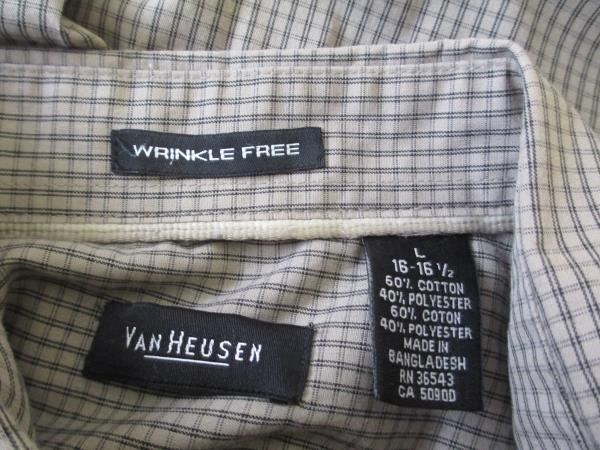 WRINKLE FREE
VAN HEUSEN
L
16-16 1/2
60% COTTON
40% POLYESTER
60% COTON
40% POLYESTER
MADE IN
BANGLADESH
RN 36543
CA 5090D